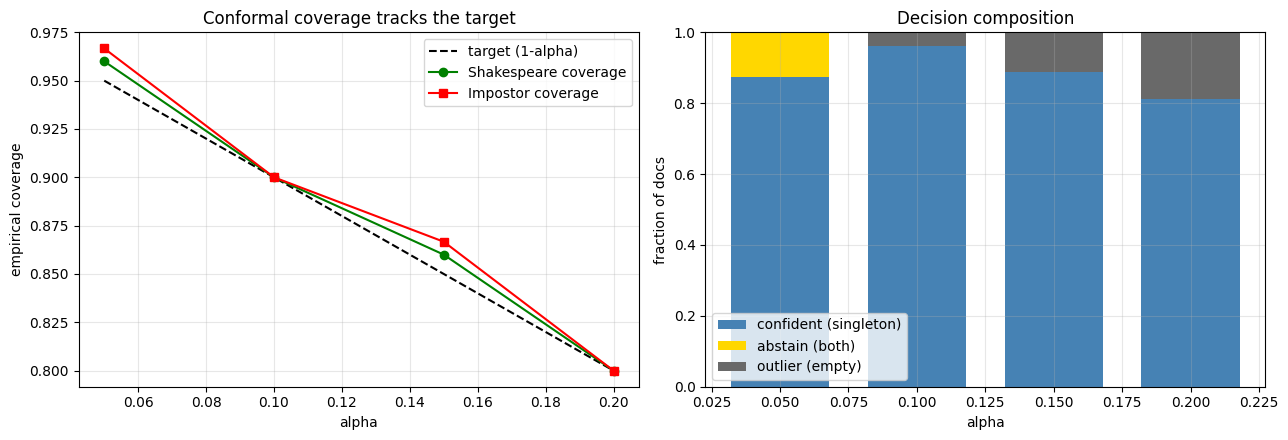 Conformal coverage tracks the target
0.975
0.950
0.925
0.900
0.875
0.850
0.825
0.800
empirical coverage
target (1-alpha)
Shakespeare coverage
Impostor coverage
0.06 0.08 0.10 0.12 0.14 0.16 0.18 0.20
alpha
Decision composition
1.0
0.8
0.6
0.4
0.2
0.0
fraction of docs
confident (singleton)
abstain (both)
outlier (empty)
0.025 0.050 0.075 0.100 0.125 0.150 0.175 0.200 0.225
alpha